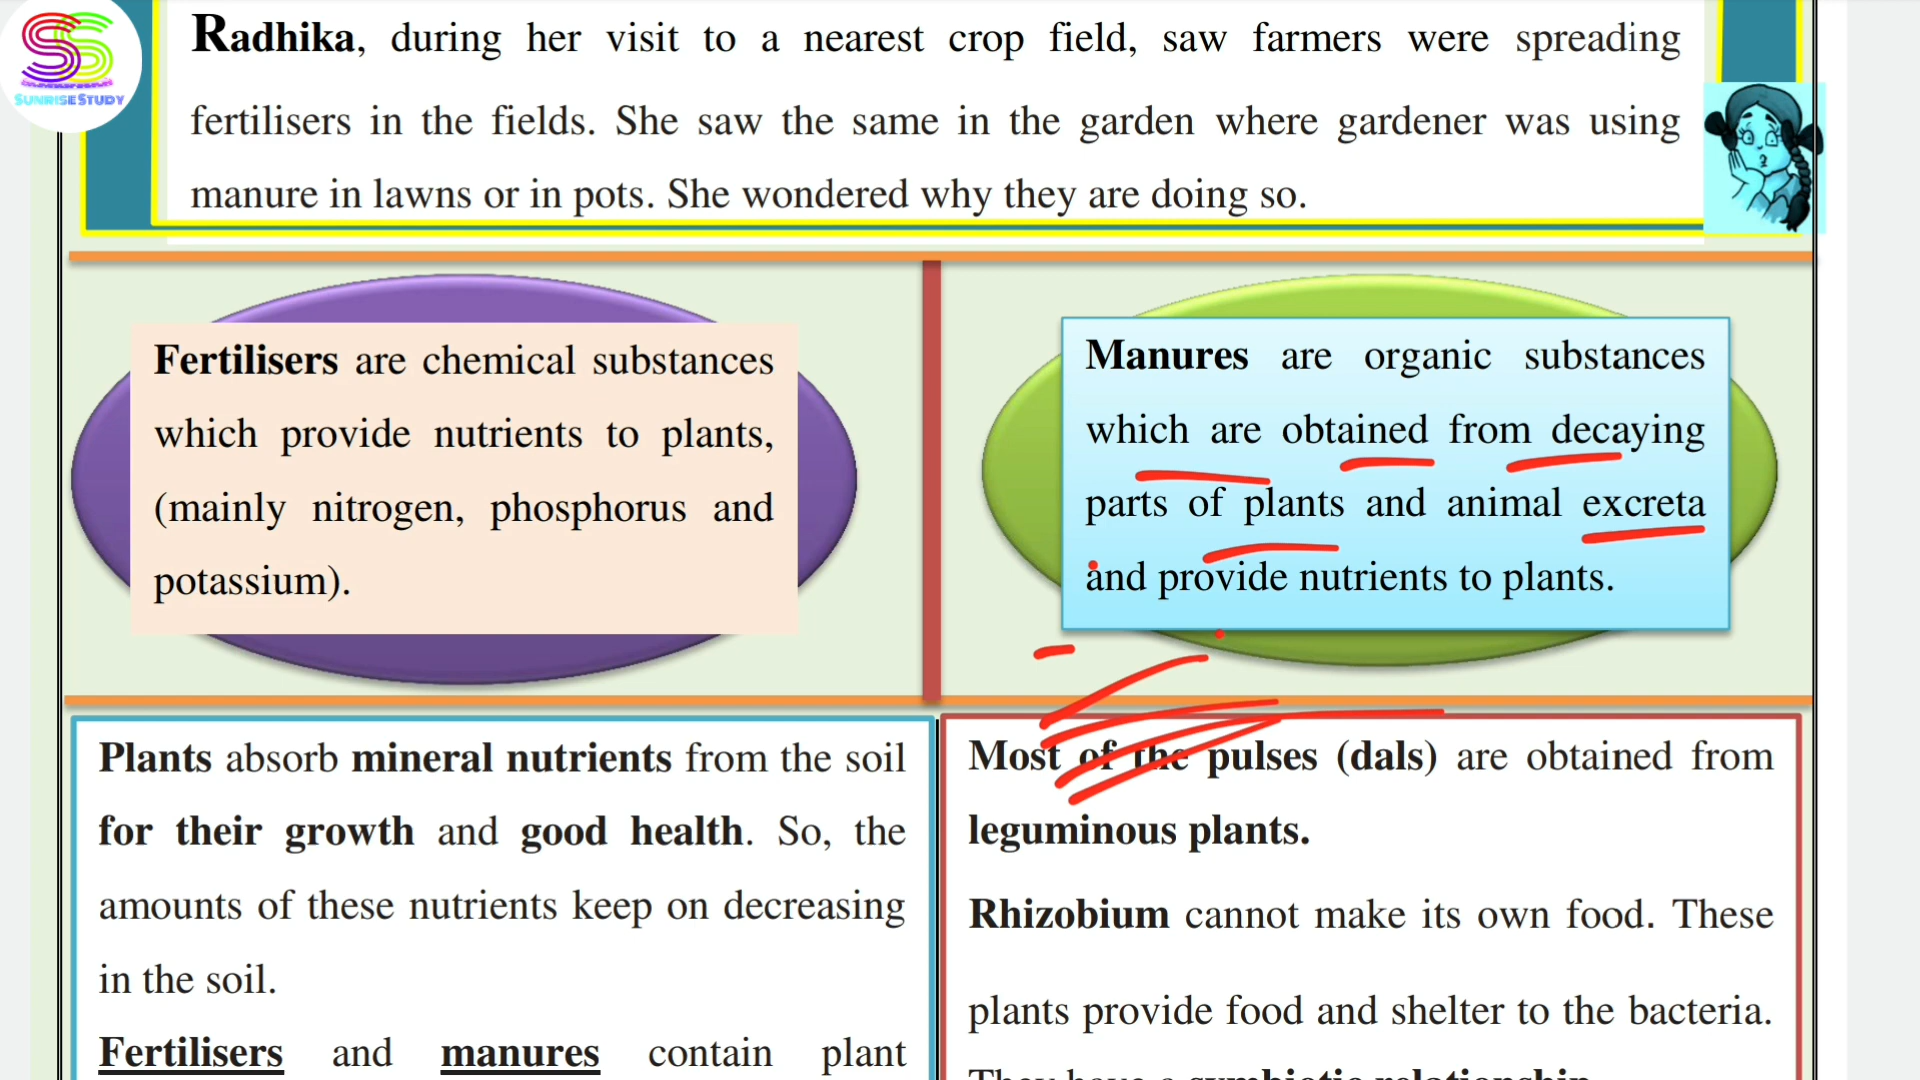 SUNRISE STUDY
Radhika, during her visit to a nearest crop field, saw farmers were spreading
fertilisers in the fields. She saw the same in the garden where gardener was using
manure in lawns or in pots. She wondered why they are doing so.
Fertilisers are chemical substances
which provide nutrients to plants,
(mainly nitrogen, phosphorus and
potassium).
Manures are organic substances
which are obtained from decaying
parts of plants and animal excreta
and provide nutrients to plants.
Plants absorb mineral nutrients from the soil
for their growth and good health. So, the
amounts of these nutrients keep on decreasing
in the soil.
Fertilisers and manures contain plant
Most of the pulses (dals) are obtained from
leguminous plants.
Rhizobium cannot make its own food. These
plants provide food and shelter to the bacteria.
They have a symbiotic relationship